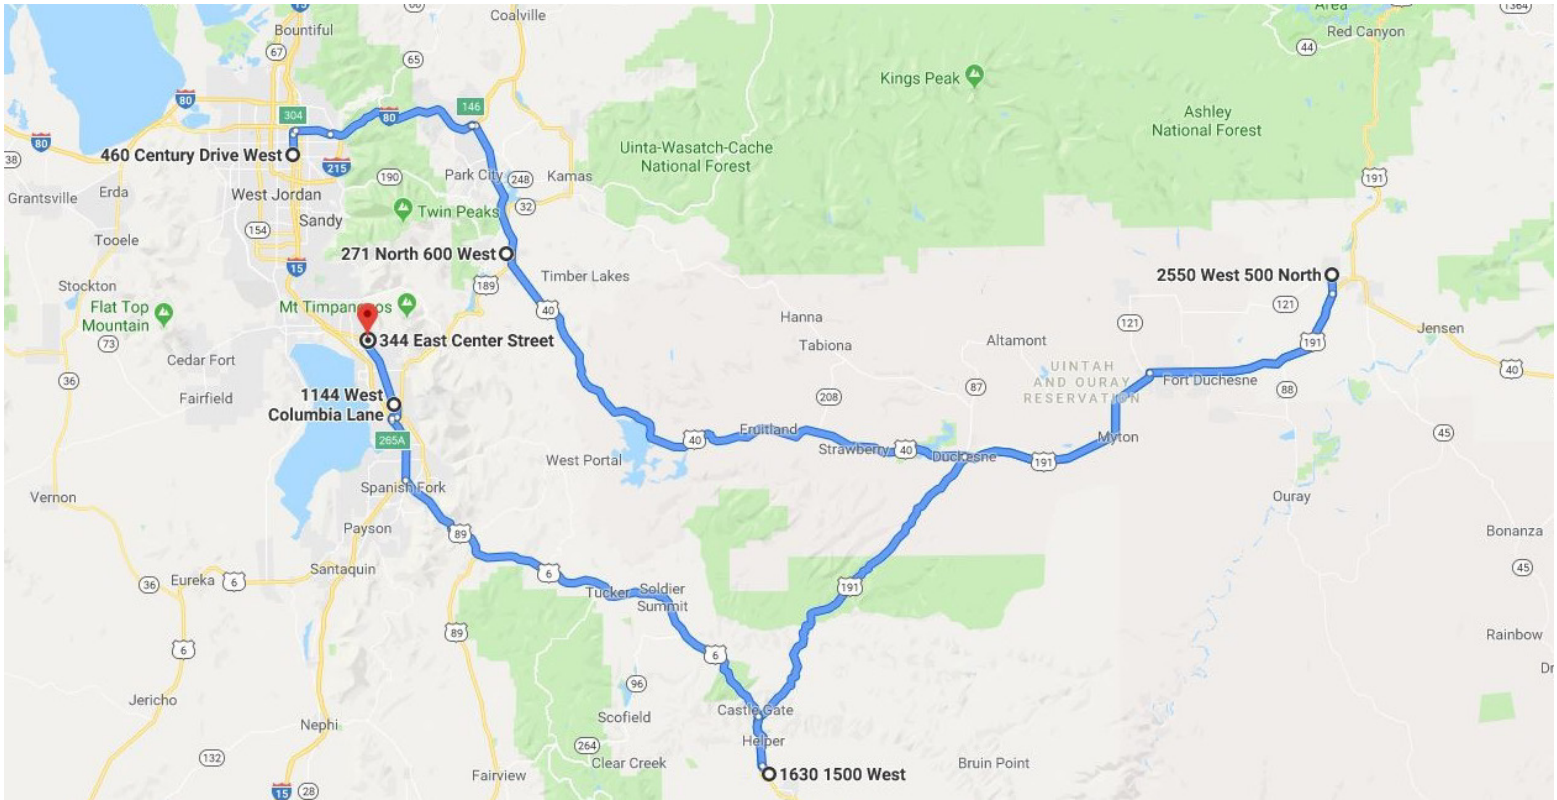 15
Coalville
Area
1364
Bountiful
Red Canyon
67
65
44
Kings Peak
80
304
146
80
Ashley
National Forest
80
460 Century Drive West
Uinta-Wasatch-Cache
National Forest
38
215
190
Park City
248
Kamas
191
Grantsville
Erda
West Jordan
Twin Peaks
32
Sandy
154
Tooele
271 North 600 West
15
Timber Lakes
2550 West 500 North
Stockton
189
Mt Timpanogos
40
121
Flat Top
Mountain
Hanna
121
Jensen
73
344 East Center Street
Tabiona
Altamont
191
Cedar Fort
UINTAH
AND OURAY
RESERVATION
40
36
Fort Duchesne
Fairfield
1144 West
Columbia Lane
208
87
88
265A
40
Fruitland
Myton
45
West Portal
Strawberry
40
Duchesne
191
Spanish Fork
Vernon
Ouray
Payson
89
Bonanza
Santaquin
6
45
36
Eureka
6
Tucker
Soldier
Summit
191
89
Rainbow
6
6
96
Jericho
Castle Gate
Scofield
Nephi
Helper
264
132
Clear Creek
Bruin Point
Fairview
1630 1500 West
15
28